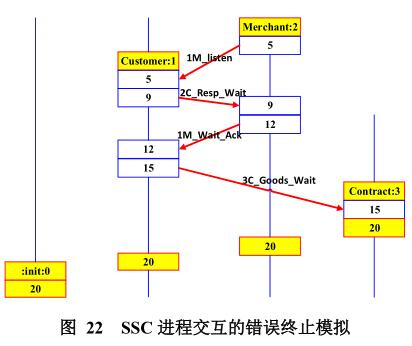 Merchant:2
5
1M_listen
Customer:1
5
9
2C_Resp_Wait
9
12
1M_Wait_Ack
12
15
3C_Goods_Wait
Contract:3
15
20
20
20
:init:0
20
图 22 SSC 进程交互的错误终止模拟